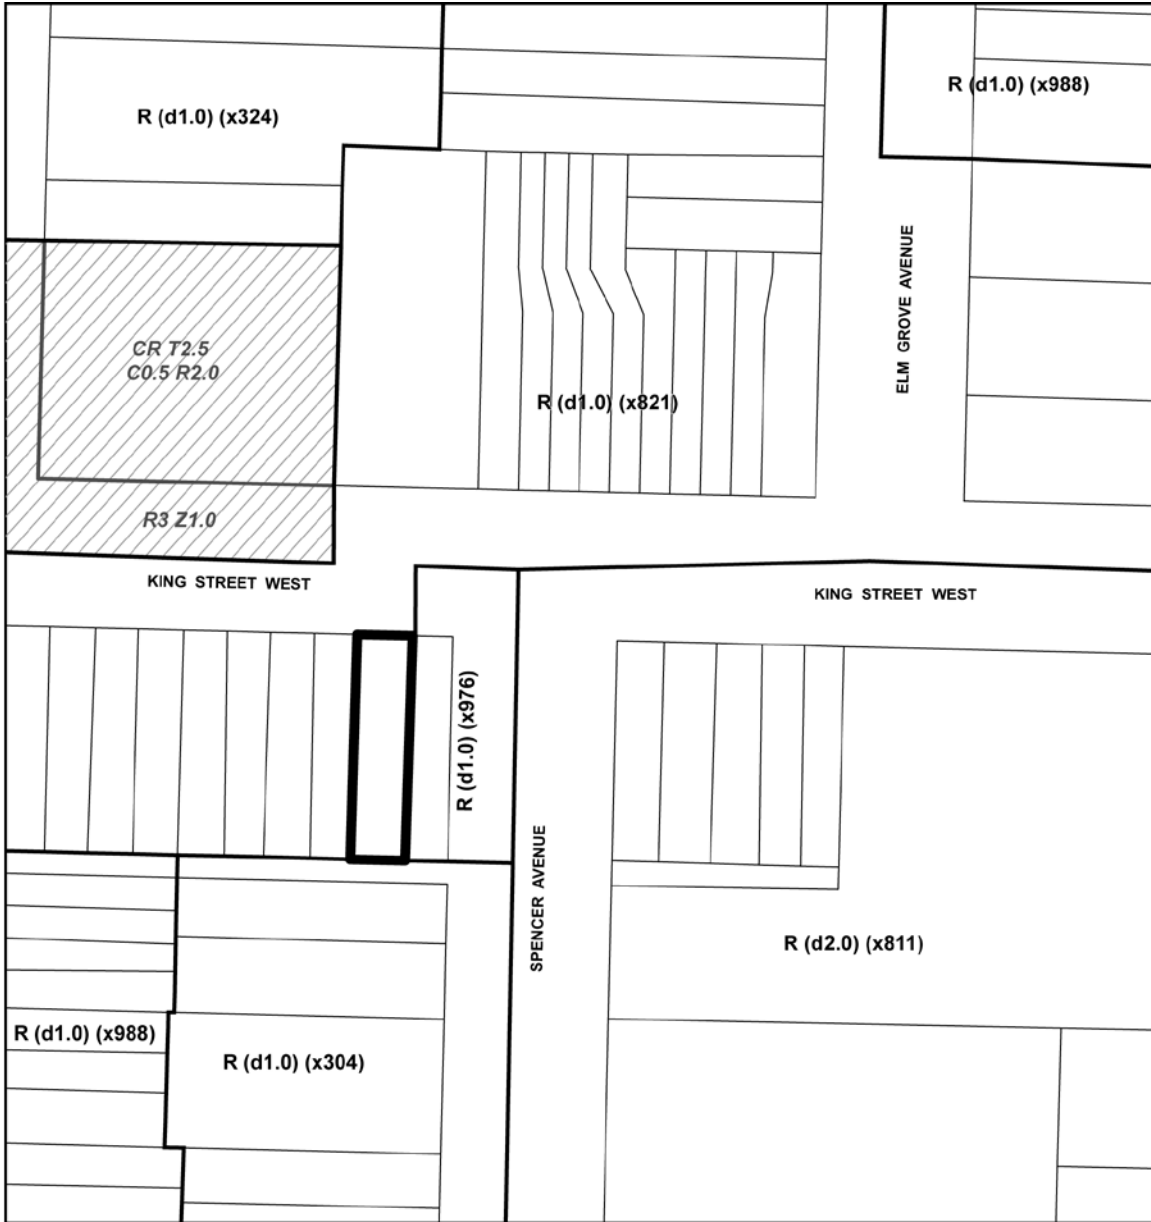 R (d1.0) (x988)
R (d1.0) (x324)
ELM GROVE AVENUE
CR T2.5
C0.5 R2.0
R (d1.0) (x821)
R3 Z1.0
KING STREET WEST
KING STREET WEST
R (d1.0) (x976)
SPENCER AVENUE
R (d2.0) (x811)
R (d1.0) (x988)
R (d1.0) (x304)